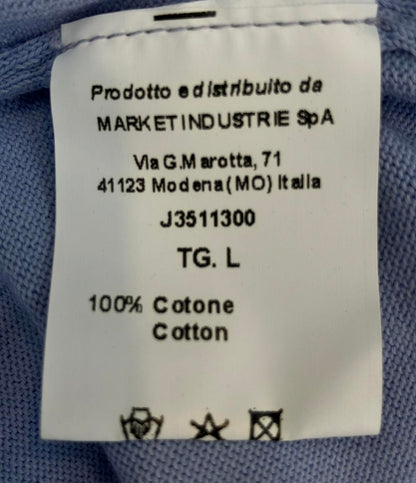 Prodotto e distribuito da
MARKETINDUSTRIE SpA
Via G.Marotta, 71
41123 Modena(MO) Italia
J3511300
TG. L
100% Cotone
Cotton